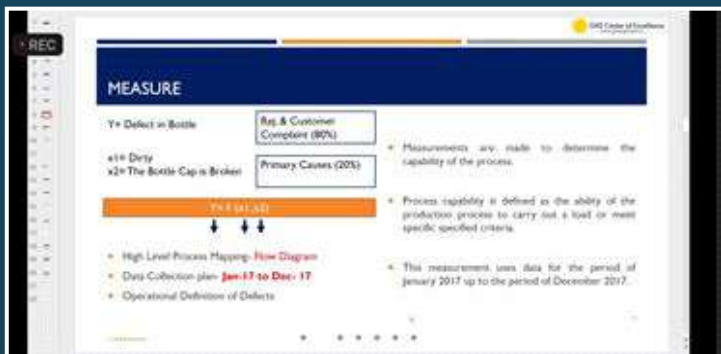 REC
MEASURE
Y= Defect in Bottle
Rej. & Customer
Complaint (80%)
x1= Dirty
x2= The Bottle Cap is Broken
Primary Causes (20%)
• High Level Process Mapping- Flow Diagram
• Data Collection plan- Jan-17 to Dec- 17
• Operational Definition of Defects
• Measurements are made to determine the
capability of the process.
• Process capability is defined as the ability of the
production process to carry out a load or meet
specific specified criteria.
• This measurement uses data for the period of
January 2017 up to the period of December 2017.